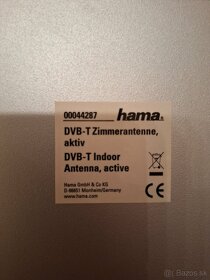 00044287 hama®
DVB-T Zimmerantenne,
aktiv
DVB-T Indoor
Antenna, active
Hama GmbH & Co KG
D-86651 Monheim/Germany
www.hama.com
CE
bazos.sk